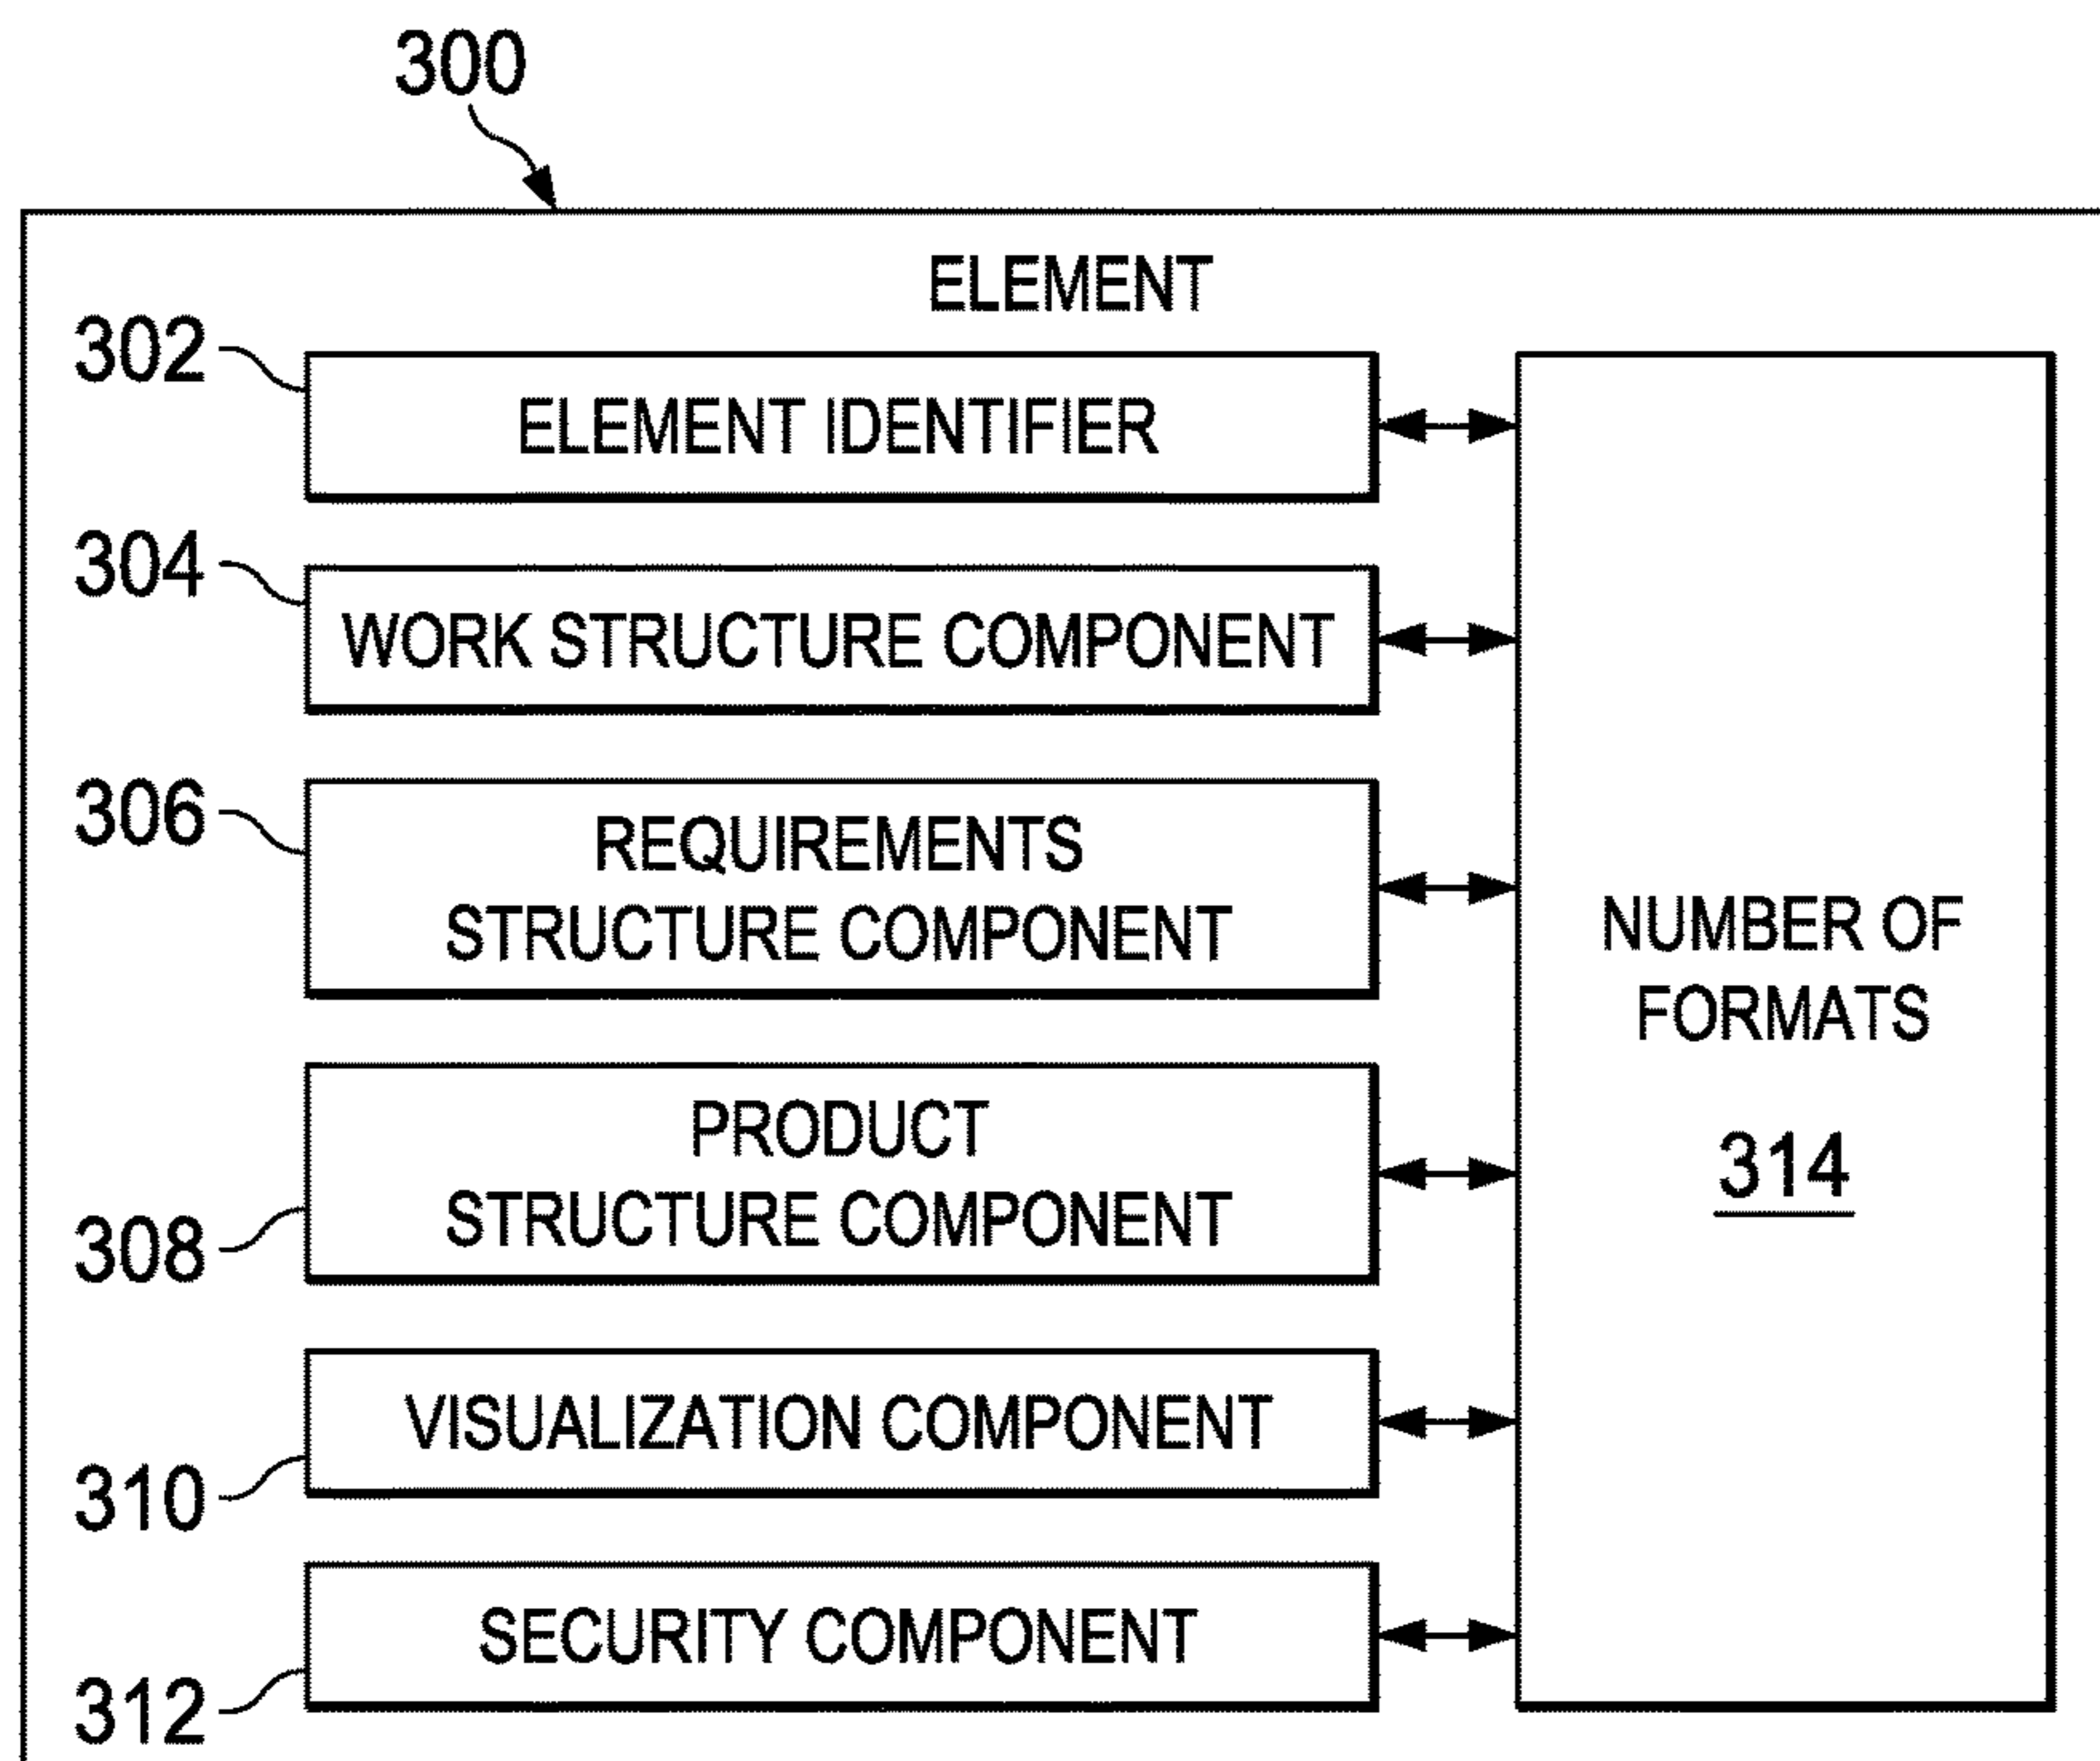 300
ELEMENT
302
ELEMENT IDENTIFIER
304
WORK STRUCTURE COMPONENT
306
REQUIREMENTS
STRUCTURE COMPONENT
308
PRODUCT
STRUCTURE COMPONENT
310
VISUALIZATION COMPONENT
312
SECURITY COMPONENT
NUMBER OF
FORMATS
314